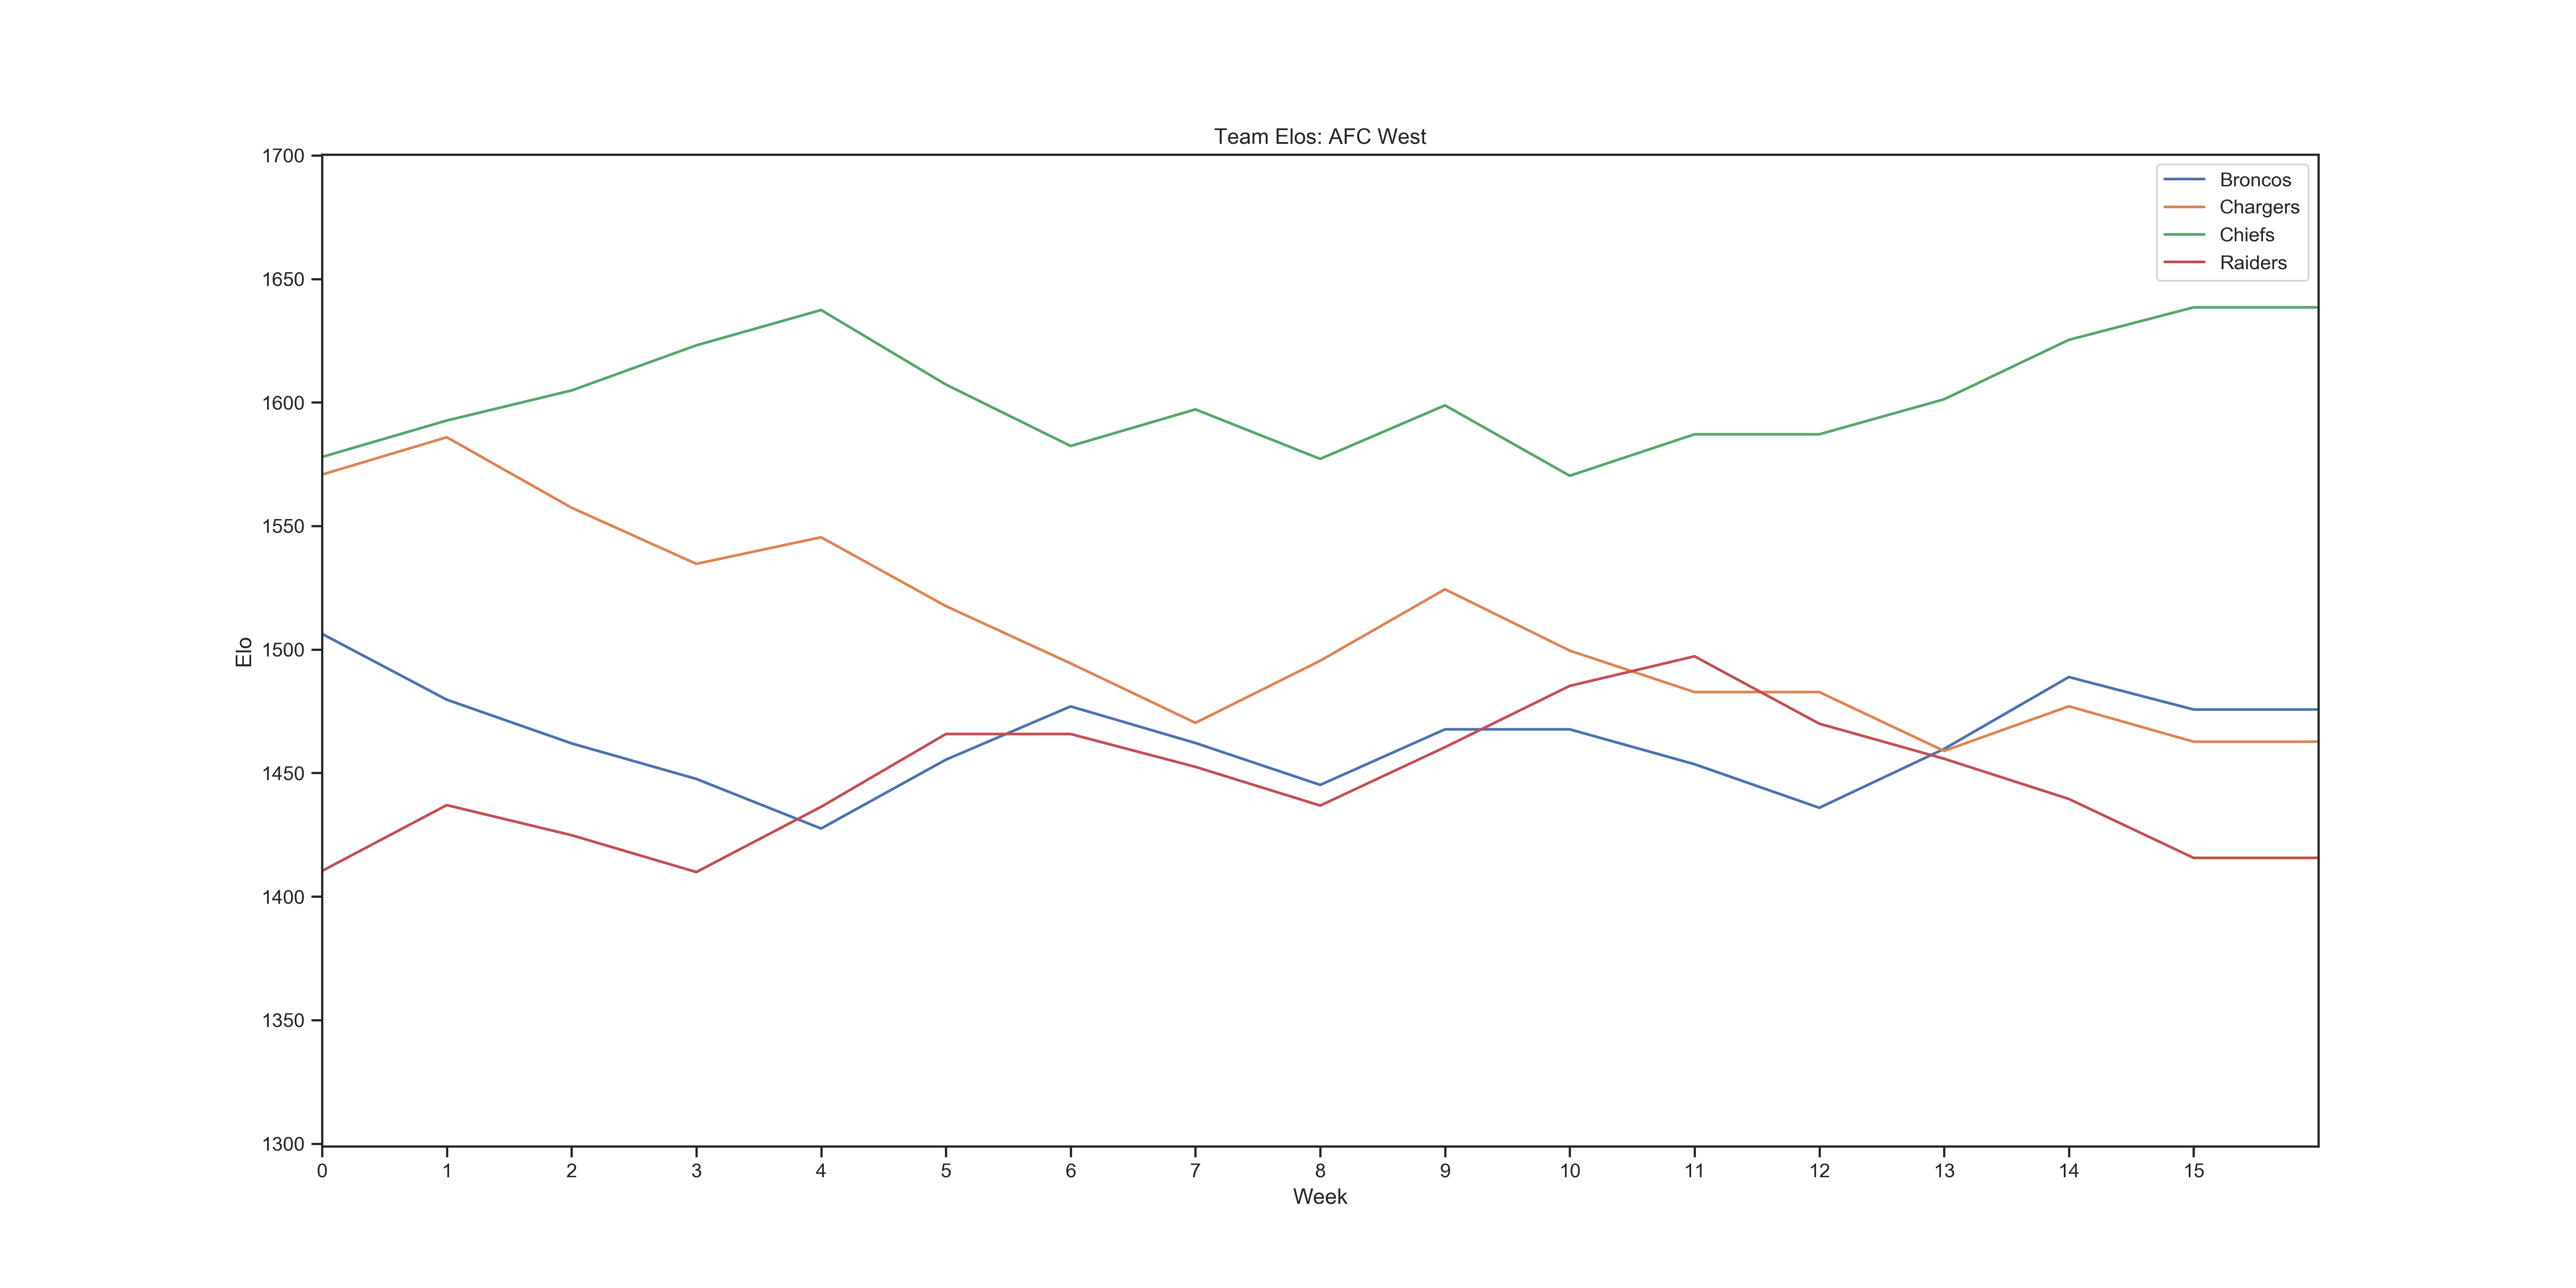 Team Elos: AFC West
1700
1650
1600
1550
1500
1450
1400
1350
1300
Elo
Broncos
Chargers
Chiefs
Raiders
0 1 2 3 4 5 6 7 8 9 10 11 12 13 14 15
Week